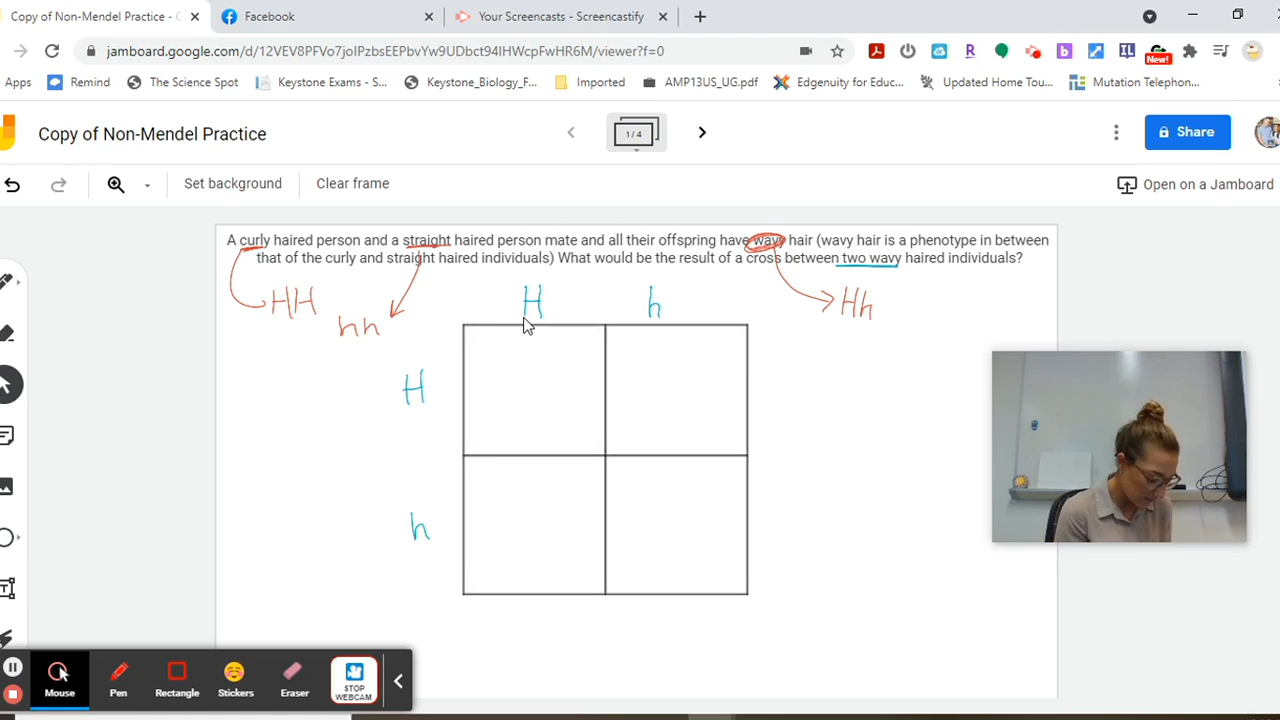 Copy of Non-Mendel Practice - G
Facebook
Your Screencasts - Screencastify
jamboard.google.com/d/12VEV8PFVo7joIPzbsEEPbvYw9UDbct94IHWcpFwHR6M/viewer?f=0
New!
Apps
Remind
The Science Spot
Keystone Exams - S...
Keystone_Biology_F...
Imported
AMP13US_UG.pdf
Edgenuity for Educ...
Updated Home Tou...
Mutation Telephon...
Copy of Non-Mendel Practice
1 / 4
Share
Set background
Clear frame
Open on a Jamboard
A curly haired person and a straight haired person mate and all their offspring have wavy hair (wavy hair is a phenotype in between
that of the curly and straight haired individuals) What would be the result of a cross between two wavy haired individuals?
HH
hh
H
h
Hh
H
h
Mouse
Pen
Rectangle
Stickers
Eraser
STOP
WEBCAM